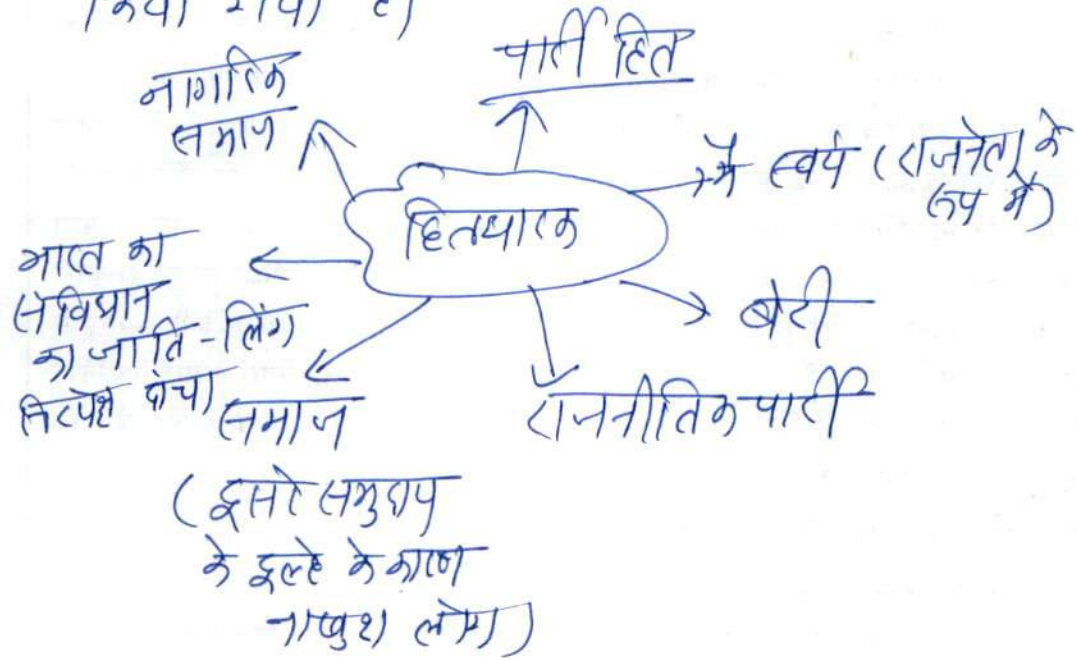 किया गया है।
नागरिक
समाज
पार्टी हित
मैं स्वयं (राजनेता के
रूप में)
हितधारक
भारत का
संविधान
का जाति-लिंग
निरपेक्ष ढांचा
बेटी
समाज
राजनीतिक पार्टी
(दूसरे समुदाय
के दूल्हे के कारण
नाखुश लोग)